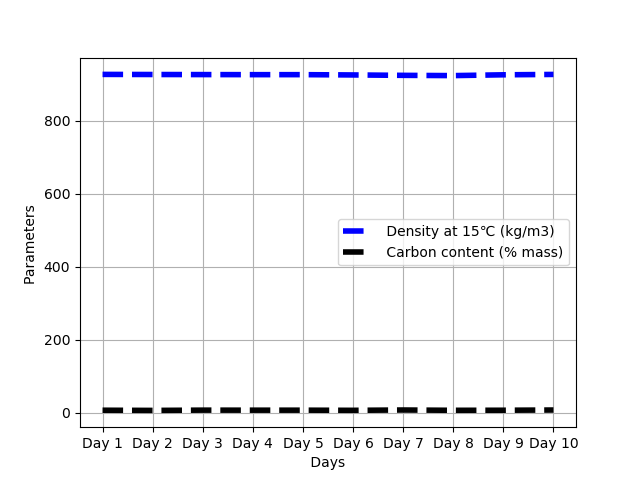 800
600
400
200
0
Parameters
Density at 15℃ (kg/m3)
Carbon content (% mass)
Day 1 Day 2 Day 3 Day 4 Day 5 Day 6 Day 7 Day 8 Day 9 Day 10
Days